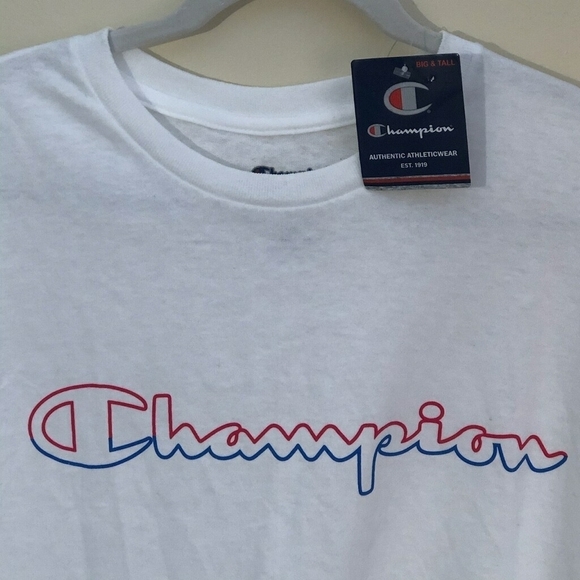 BIG & TALL
Champion
AUTHENTIC ATHLETICWEAR
EST. 1919
Champion